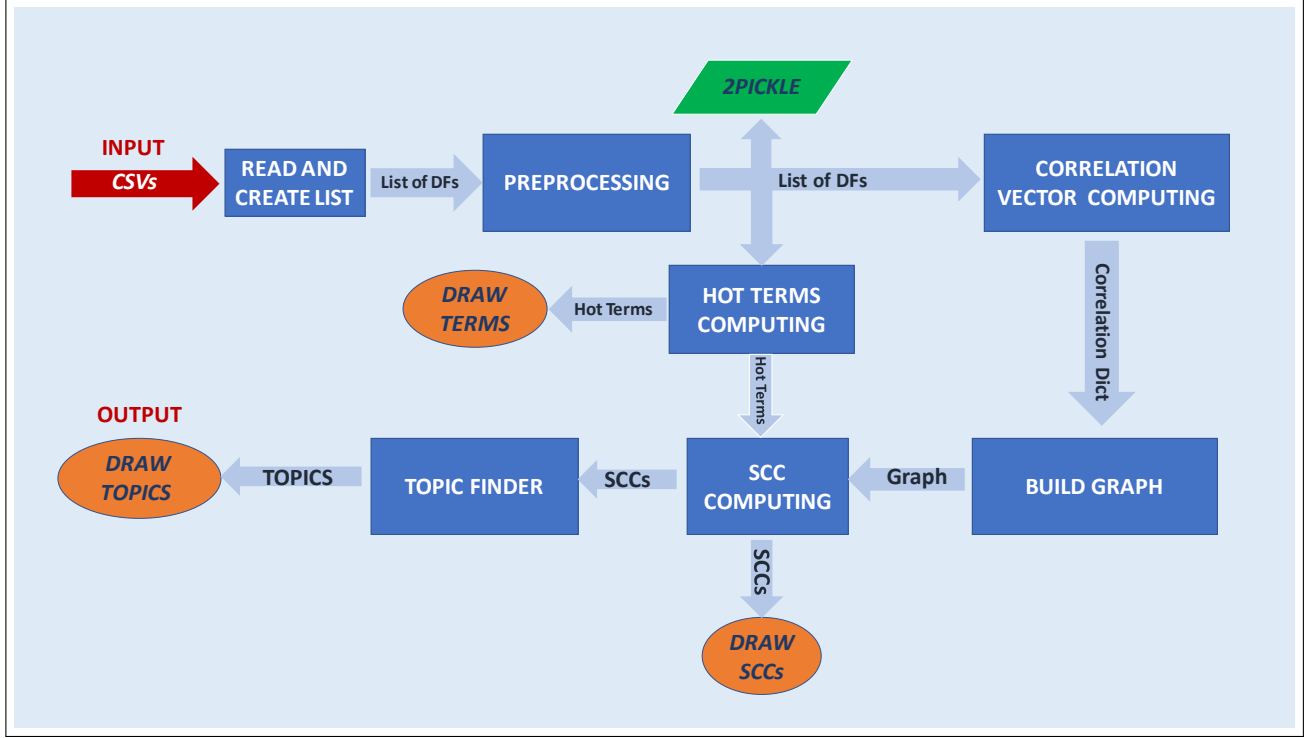 2PICKLE
INPUT
CSVs
READ AND
CREATE LIST
List of DFs
PREPROCESSING
List of DFs
CORRELATION
VECTOR COMPUTING
DRAW
TERMS
Hot Terms
HOT TERMS
COMPUTING
Correlation Dict
Hot Terms
OUTPUT
DRAW
TOPICS
TOPICS
TOPIC FINDER
SCCs
SCC
COMPUTING
Graph
BUILD GRAPH
SCCs
DRAW
SCCs